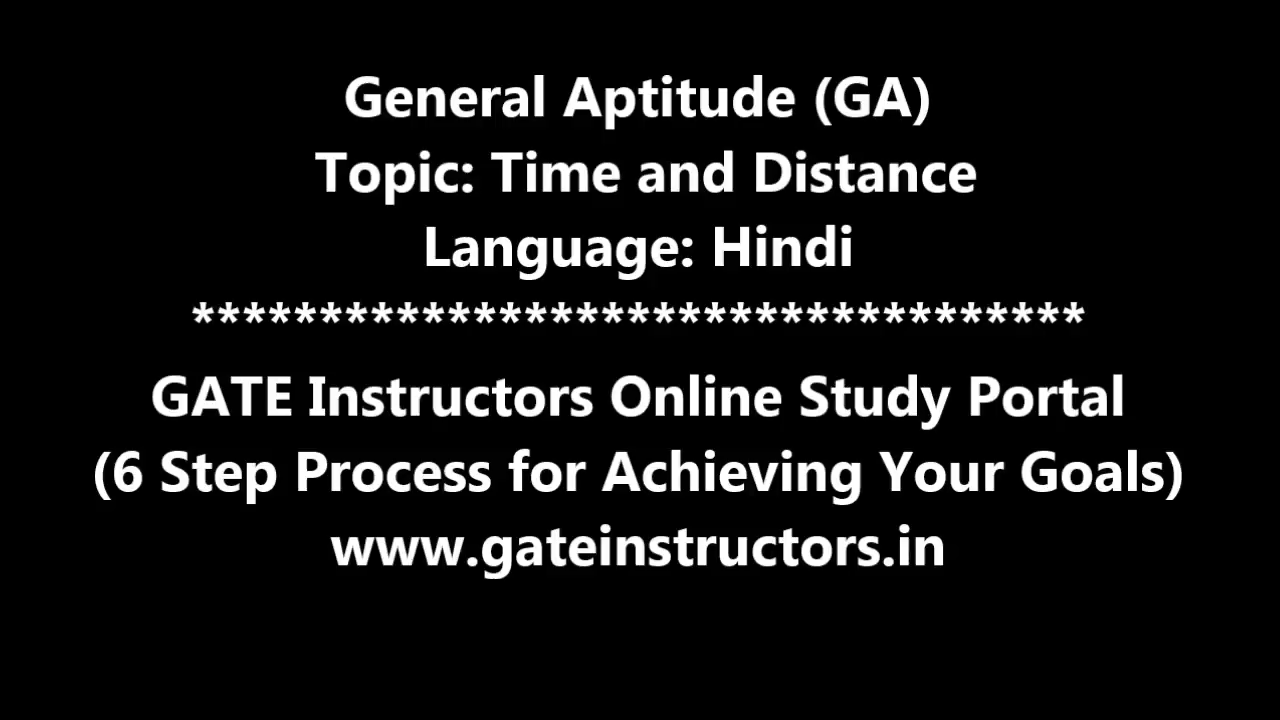 General Aptitude (GA)
Topic: Time and Distance
Language: Hindi
***********************************
GATE Instructors Online Study Portal
(6 Step Process for Achieving Your Goals)
www.gateinstructors.in